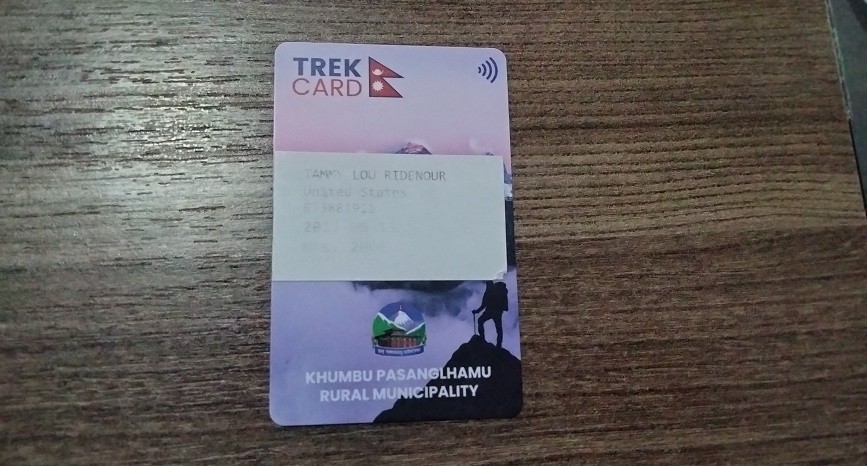 TREK
CARD
TAMMY LOU RIDENOUR
United States
KHUMBU PASANGLHAMU
RURAL MUNICIPALITY